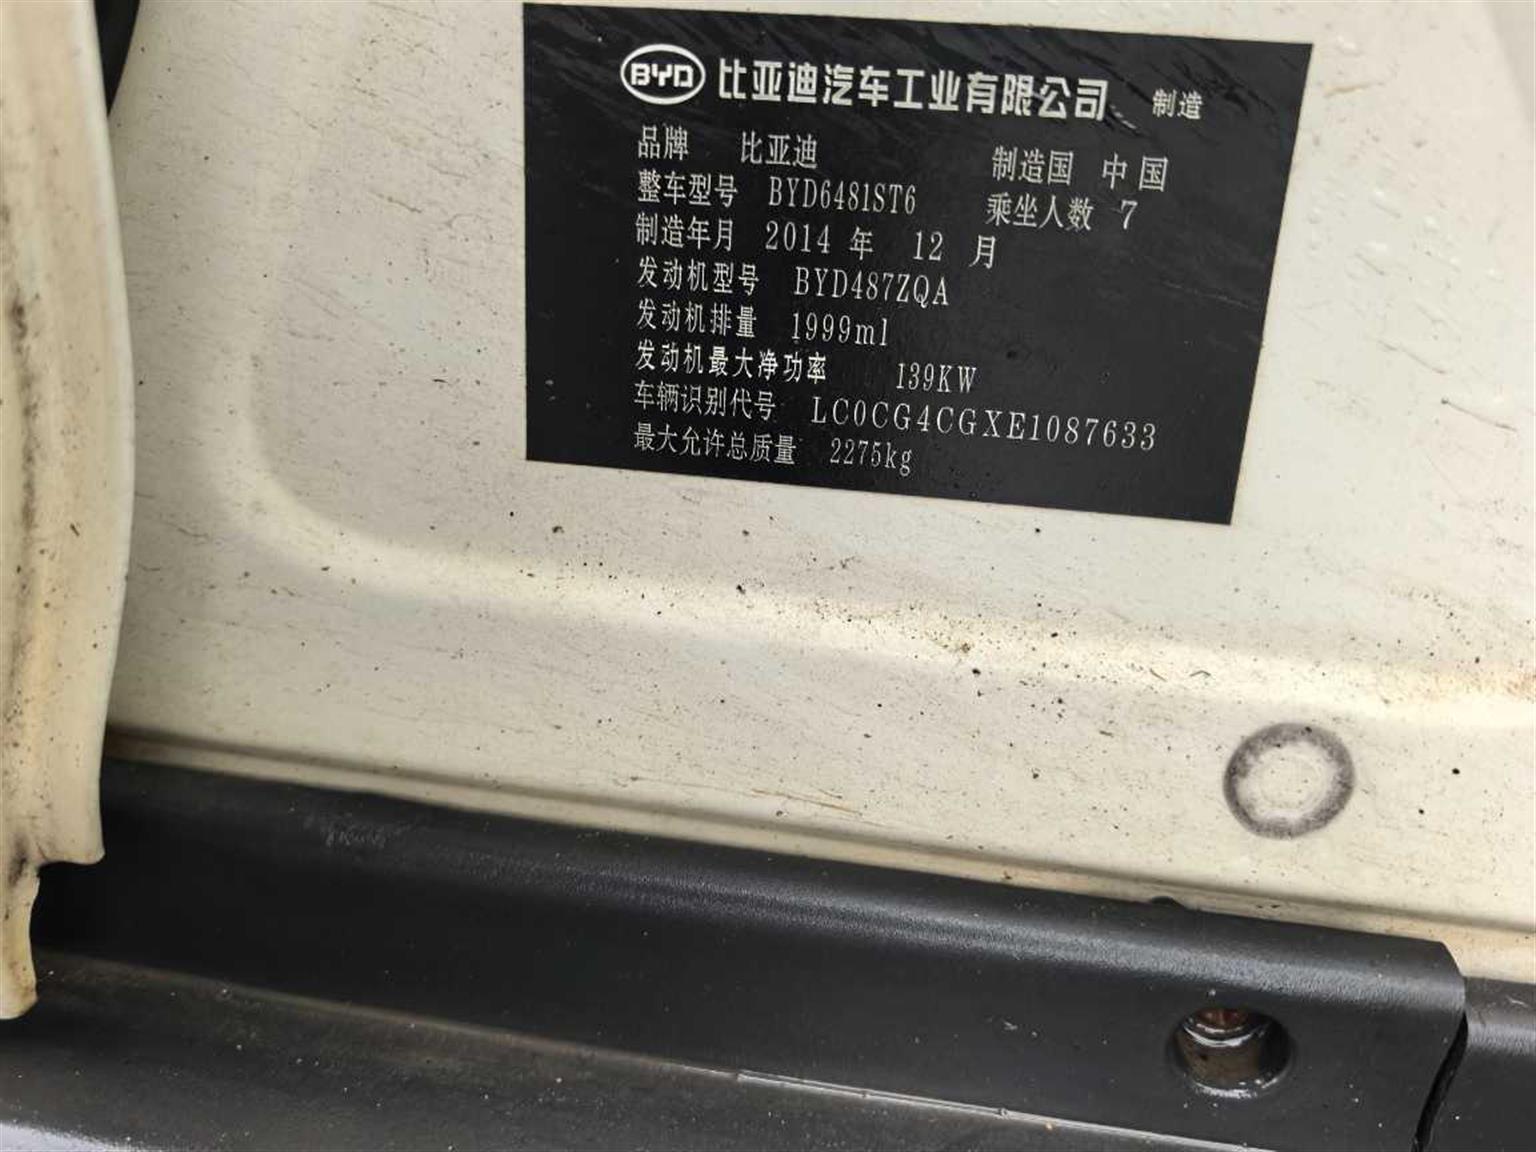 BYD 比亚迪汽车工业有限公司 制造
品牌 比亚迪 制造国 中国
整车型号 BYD6481ST6 乘坐人数 7
制造年月 2014 年 12 月
发动机型号 BYD487ZQA
发动机排量 1999ml
发动机最大净功率 139KW
车辆识别代号 LC0CG4CGXE1087633
最大允许总质量 2275kg